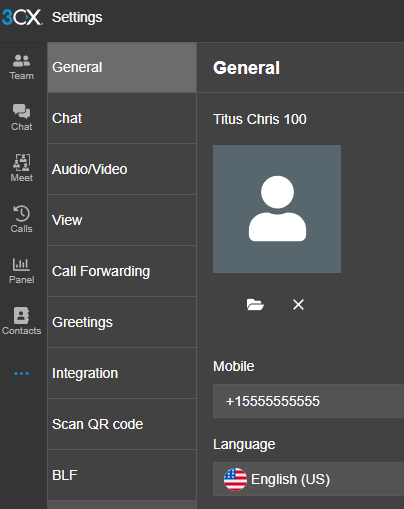 3CX
Settings
Team
Chat
Meet
Calls
Panel
Contacts
...
General
Chat
Audio/Video
View
Call Forwarding
Greetings
Integration
Scan QR code
BLF
General
Titus Chris 100
Mobile
+15555555555
Language
English (US)